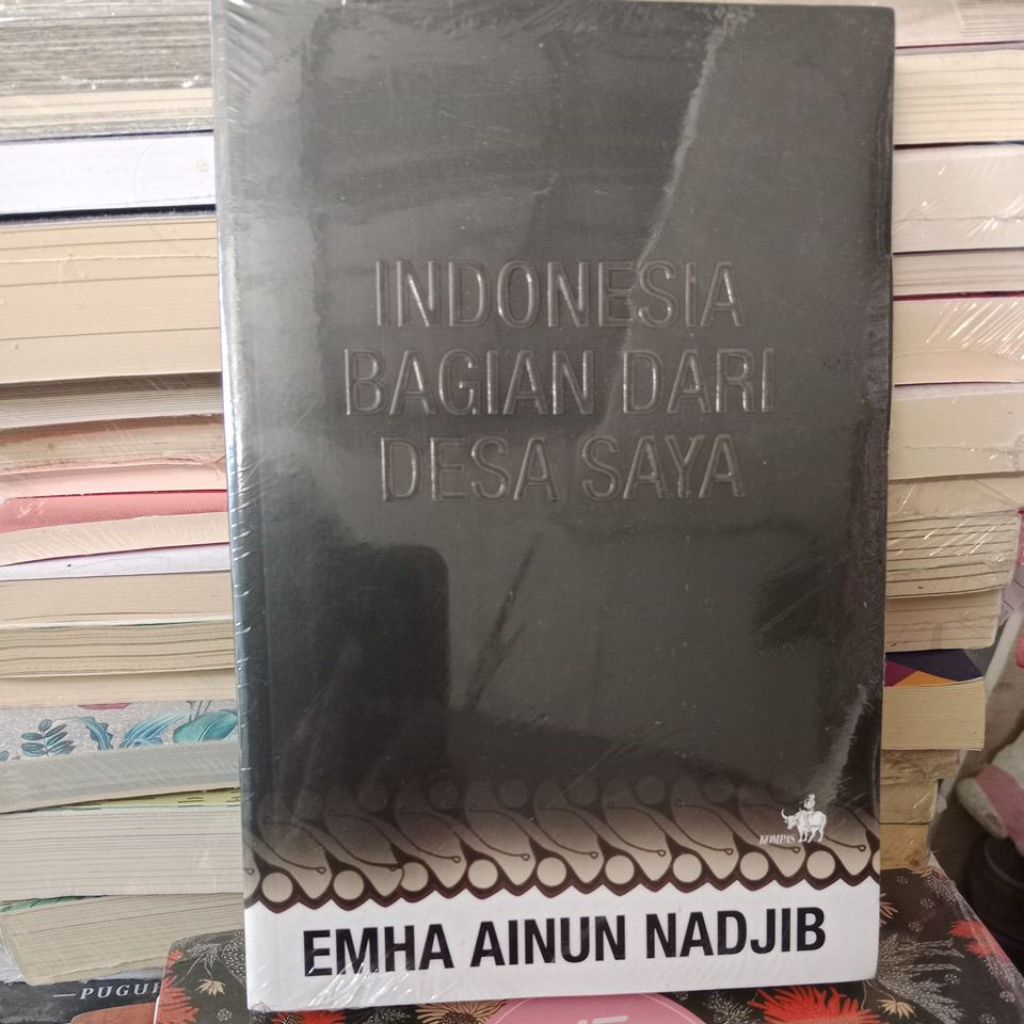 INDONESIA
BAGIAN DARI
DESA SAYA
KOMPAS
EMHA AINUN NADJIB